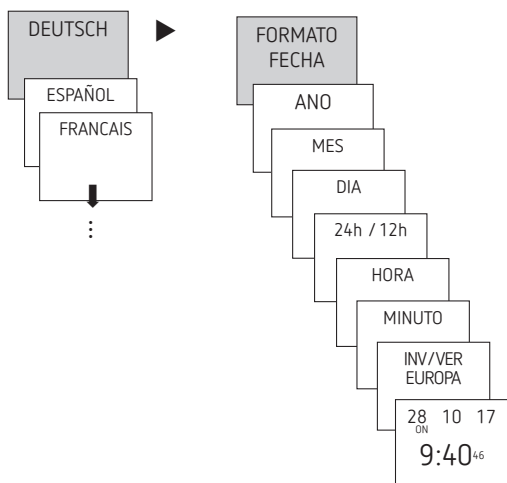 DEUTSCH
ESPAÑOL
FRANCAIS
FORMATO
FECHA
ANO
MES
DIA
24h / 12h
HORA
MINUTO
INV/VER
EUROPA
28 10 17
ON
9:40 46